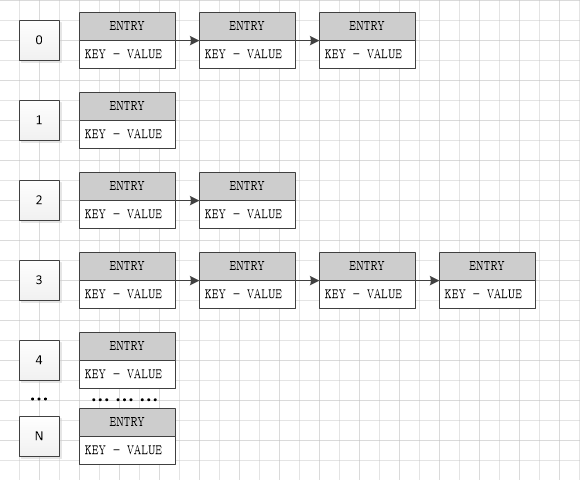 0
ENTRY ENTRY ENTRY
KEY - VALUE KEY - VALUE KEY - VALUE
1
ENTRY
KEY - VALUE
2
ENTRY ENTRY
KEY - VALUE KEY - VALUE
3
ENTRY ENTRY ENTRY ENTRY
KEY - VALUE KEY - VALUE KEY - VALUE KEY - VALUE
4
ENTRY
KEY - VALUE
... ... ... ...
N
ENTRY
KEY - VALUE